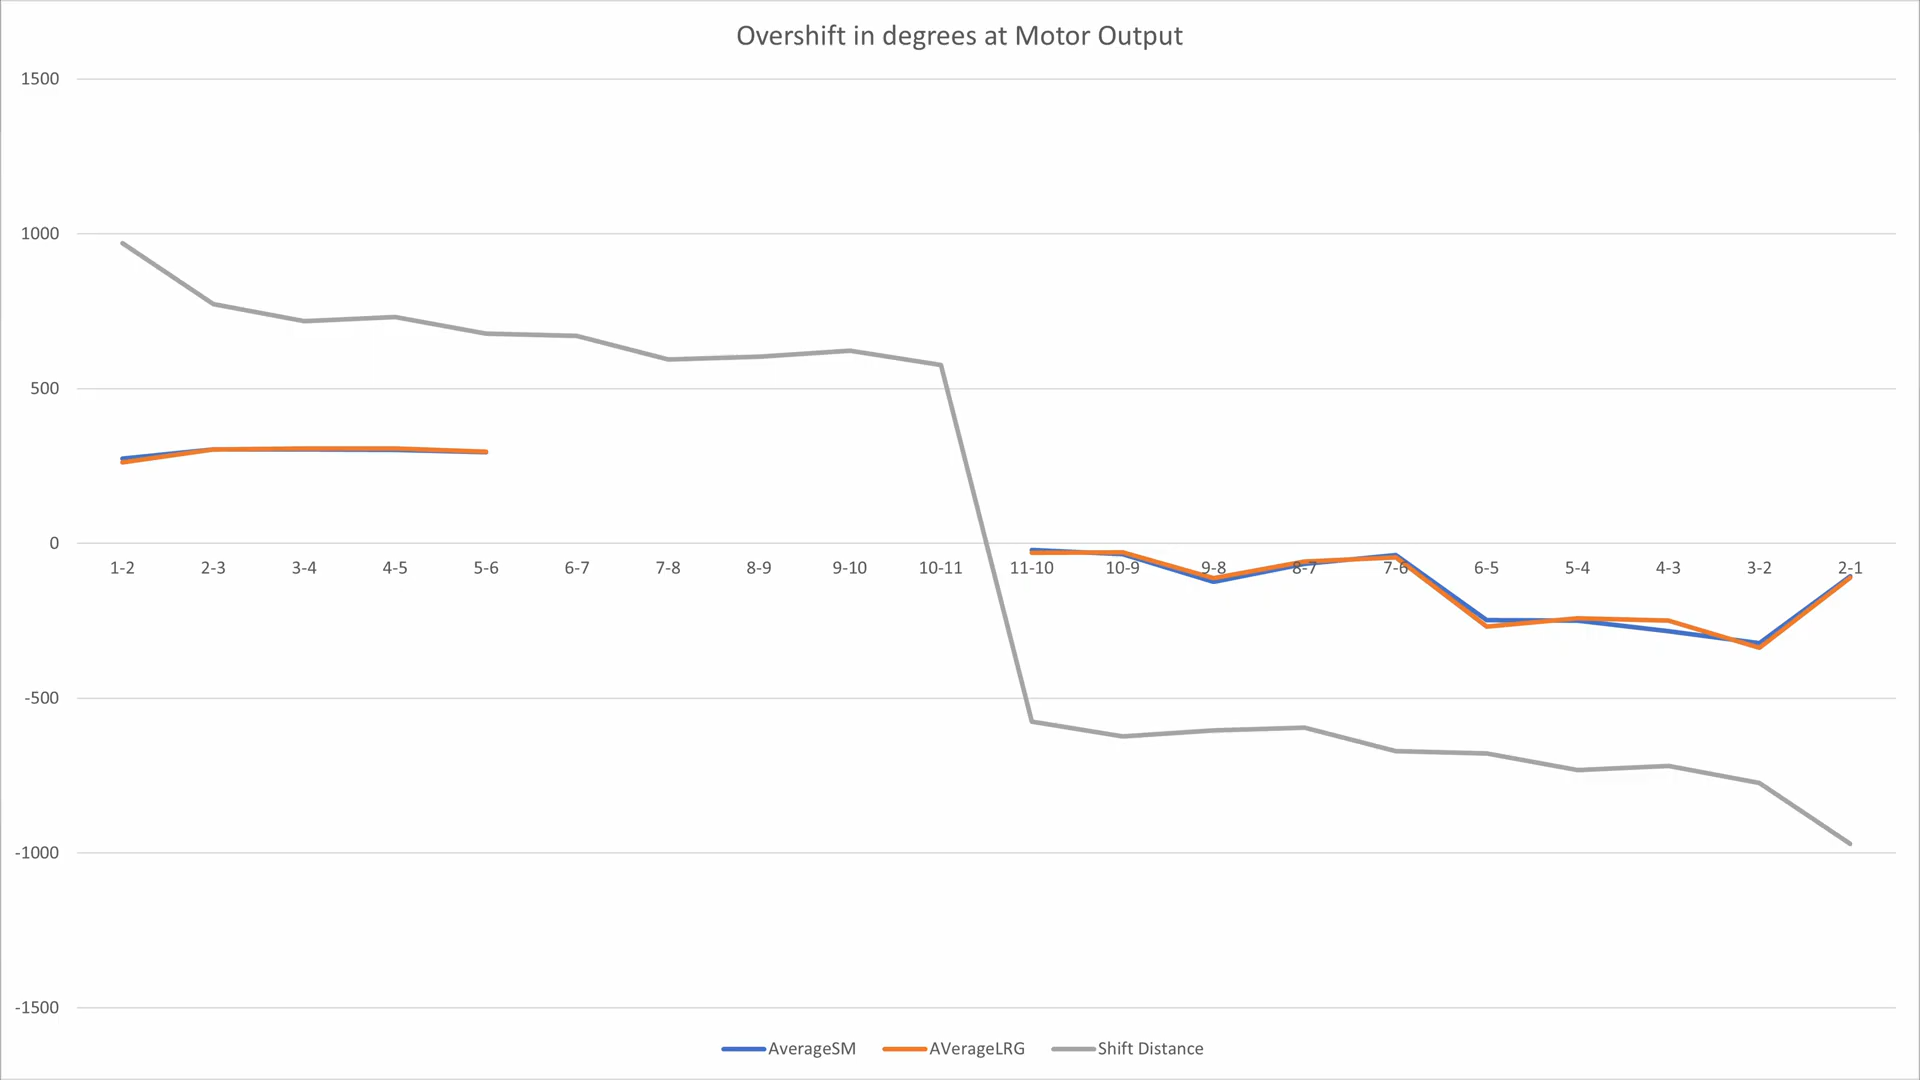 Overshift in degrees at Motor Output
1500
1000
500
0
1-2 2-3 3-4 4-5 5-6 6-7 7-8 8-9 9-10 10-11 11-10 10-9 9-8 8-7 7-6 6-5 5-4 4-3 3-2 2-1
-500
-1000
-1500
AverageSM AVerageLRG Shift Distance